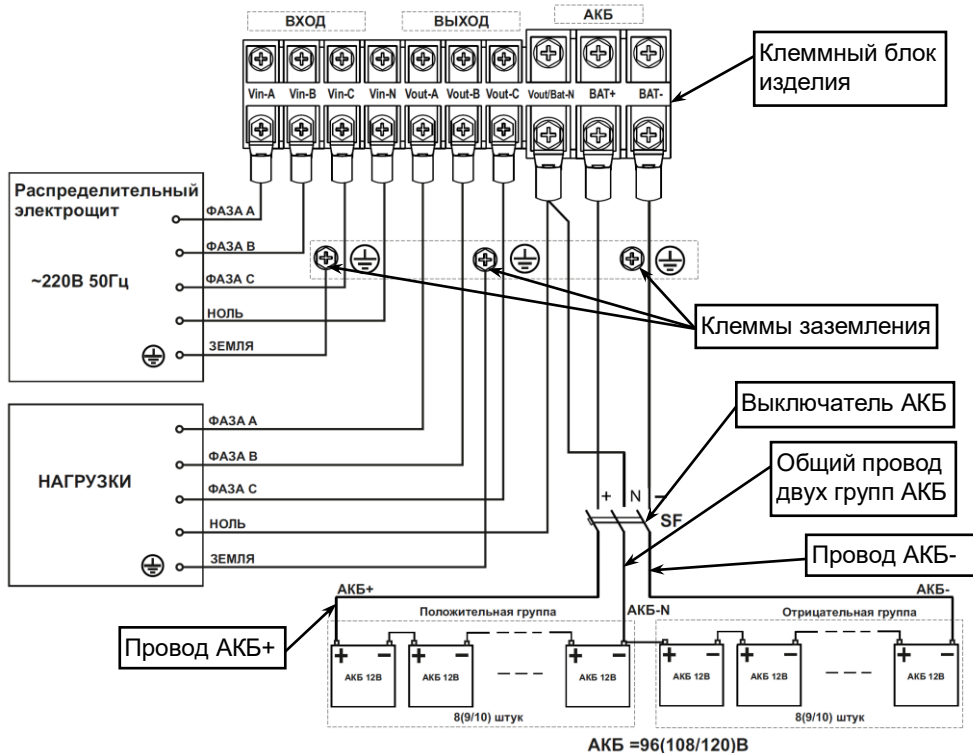 ВХОД
ВЫХОД
АКБ
Клеммный блок
изделия
Vin-A
Vin-B
Vin-C
Vin-N
Vout-A
Vout-B
Vout-C
Vout/Bat-N
BAT+
BAT-
Распределительный
электрощит
~220В 50Гц
ФАЗА А
ФАЗА В
ФАЗА С
НОЛЬ
ЗЕМЛЯ
Клеммы заземления
НАГРУЗКИ
ФАЗА А
ФАЗА В
ФАЗА С
НОЛЬ
ЗЕМЛЯ
Выключатель АКБ
Общий провод
двух групп АКБ
+ N –
SF
Провод АКБ-
АКБ+
АКБ-N
АКБ-
Провод АКБ+
Положительная группа
Отрицательная группа
+ –
+ –
+ –
+ –
+ –
+ –
АКБ 12В
АКБ 12В
АКБ 12В
АКБ 12В
АКБ 12В
АКБ 12В
8(9/10) штук
8(9/10) штук
АКБ =96(108/120)В